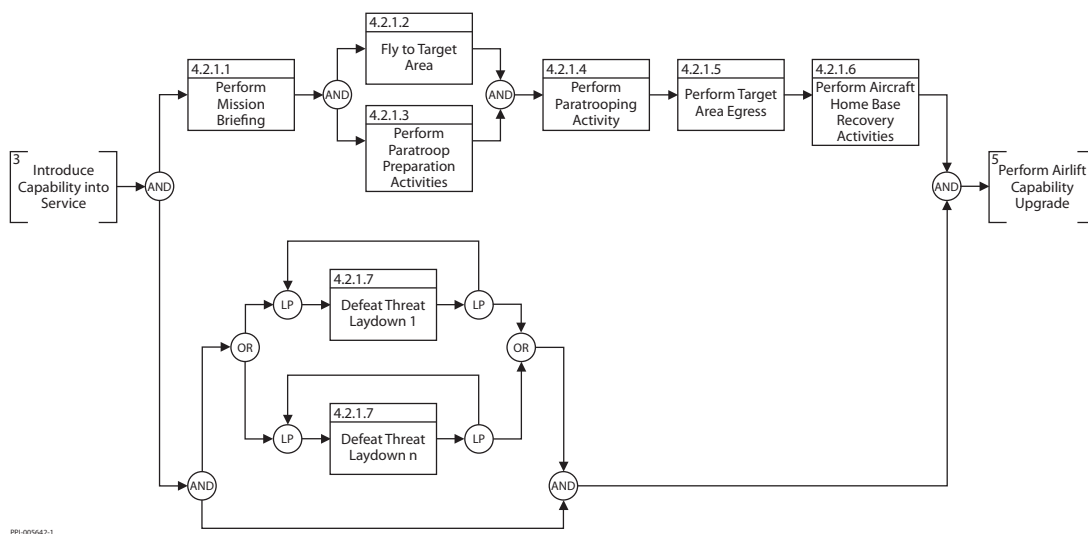 4.2.1.2
Fly to Target
Area
4.2.1.1
Perform
Mission
Briefing
AND
AND
4.2.1.3
Perform
Paratroop
Preparation
Activities
4.2.1.4
Perform
Paratrooping
Activity
4.2.1.5
Perform Target
Area Egress
4.2.1.6
Perform Aircraft
Home Base
Recovery
Activities
3
Introduce
Capability into
Service
AND
AND
5
Perform Airlift
Capability
Upgrade
4.2.1.7
Defeat Threat
Laydown 1
LP
LP
OR
OR
4.2.1.7
Defeat Threat
Laydown n
LP
LP
AND
AND
PPI-005642-1